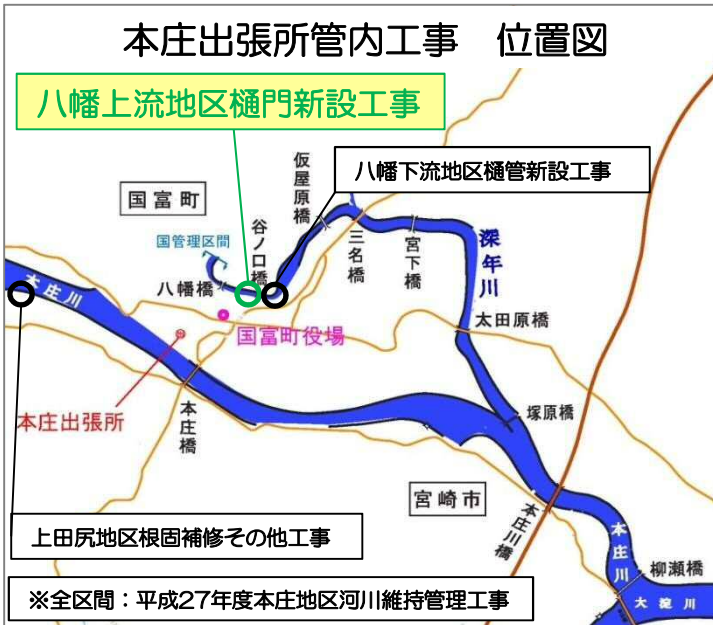 本庄出張所管内工事 位置図
八幡上流地区樋門新設工事
八幡下流地区樋管新設工事
国富町
仮屋原橋
谷ノ口橋
国管理区間
八幡橋
三名橋
宮下橋
深年川
本庄川
国富町役場
太田原橋
本庄出張所
本庄橋
塚原橋
宮崎市
本庄川橋
本庄川
上田尻地区根固補修その他工事
柳瀬橋
大淀川
※全区間：平成27年度本庄地区河川維持管理工事